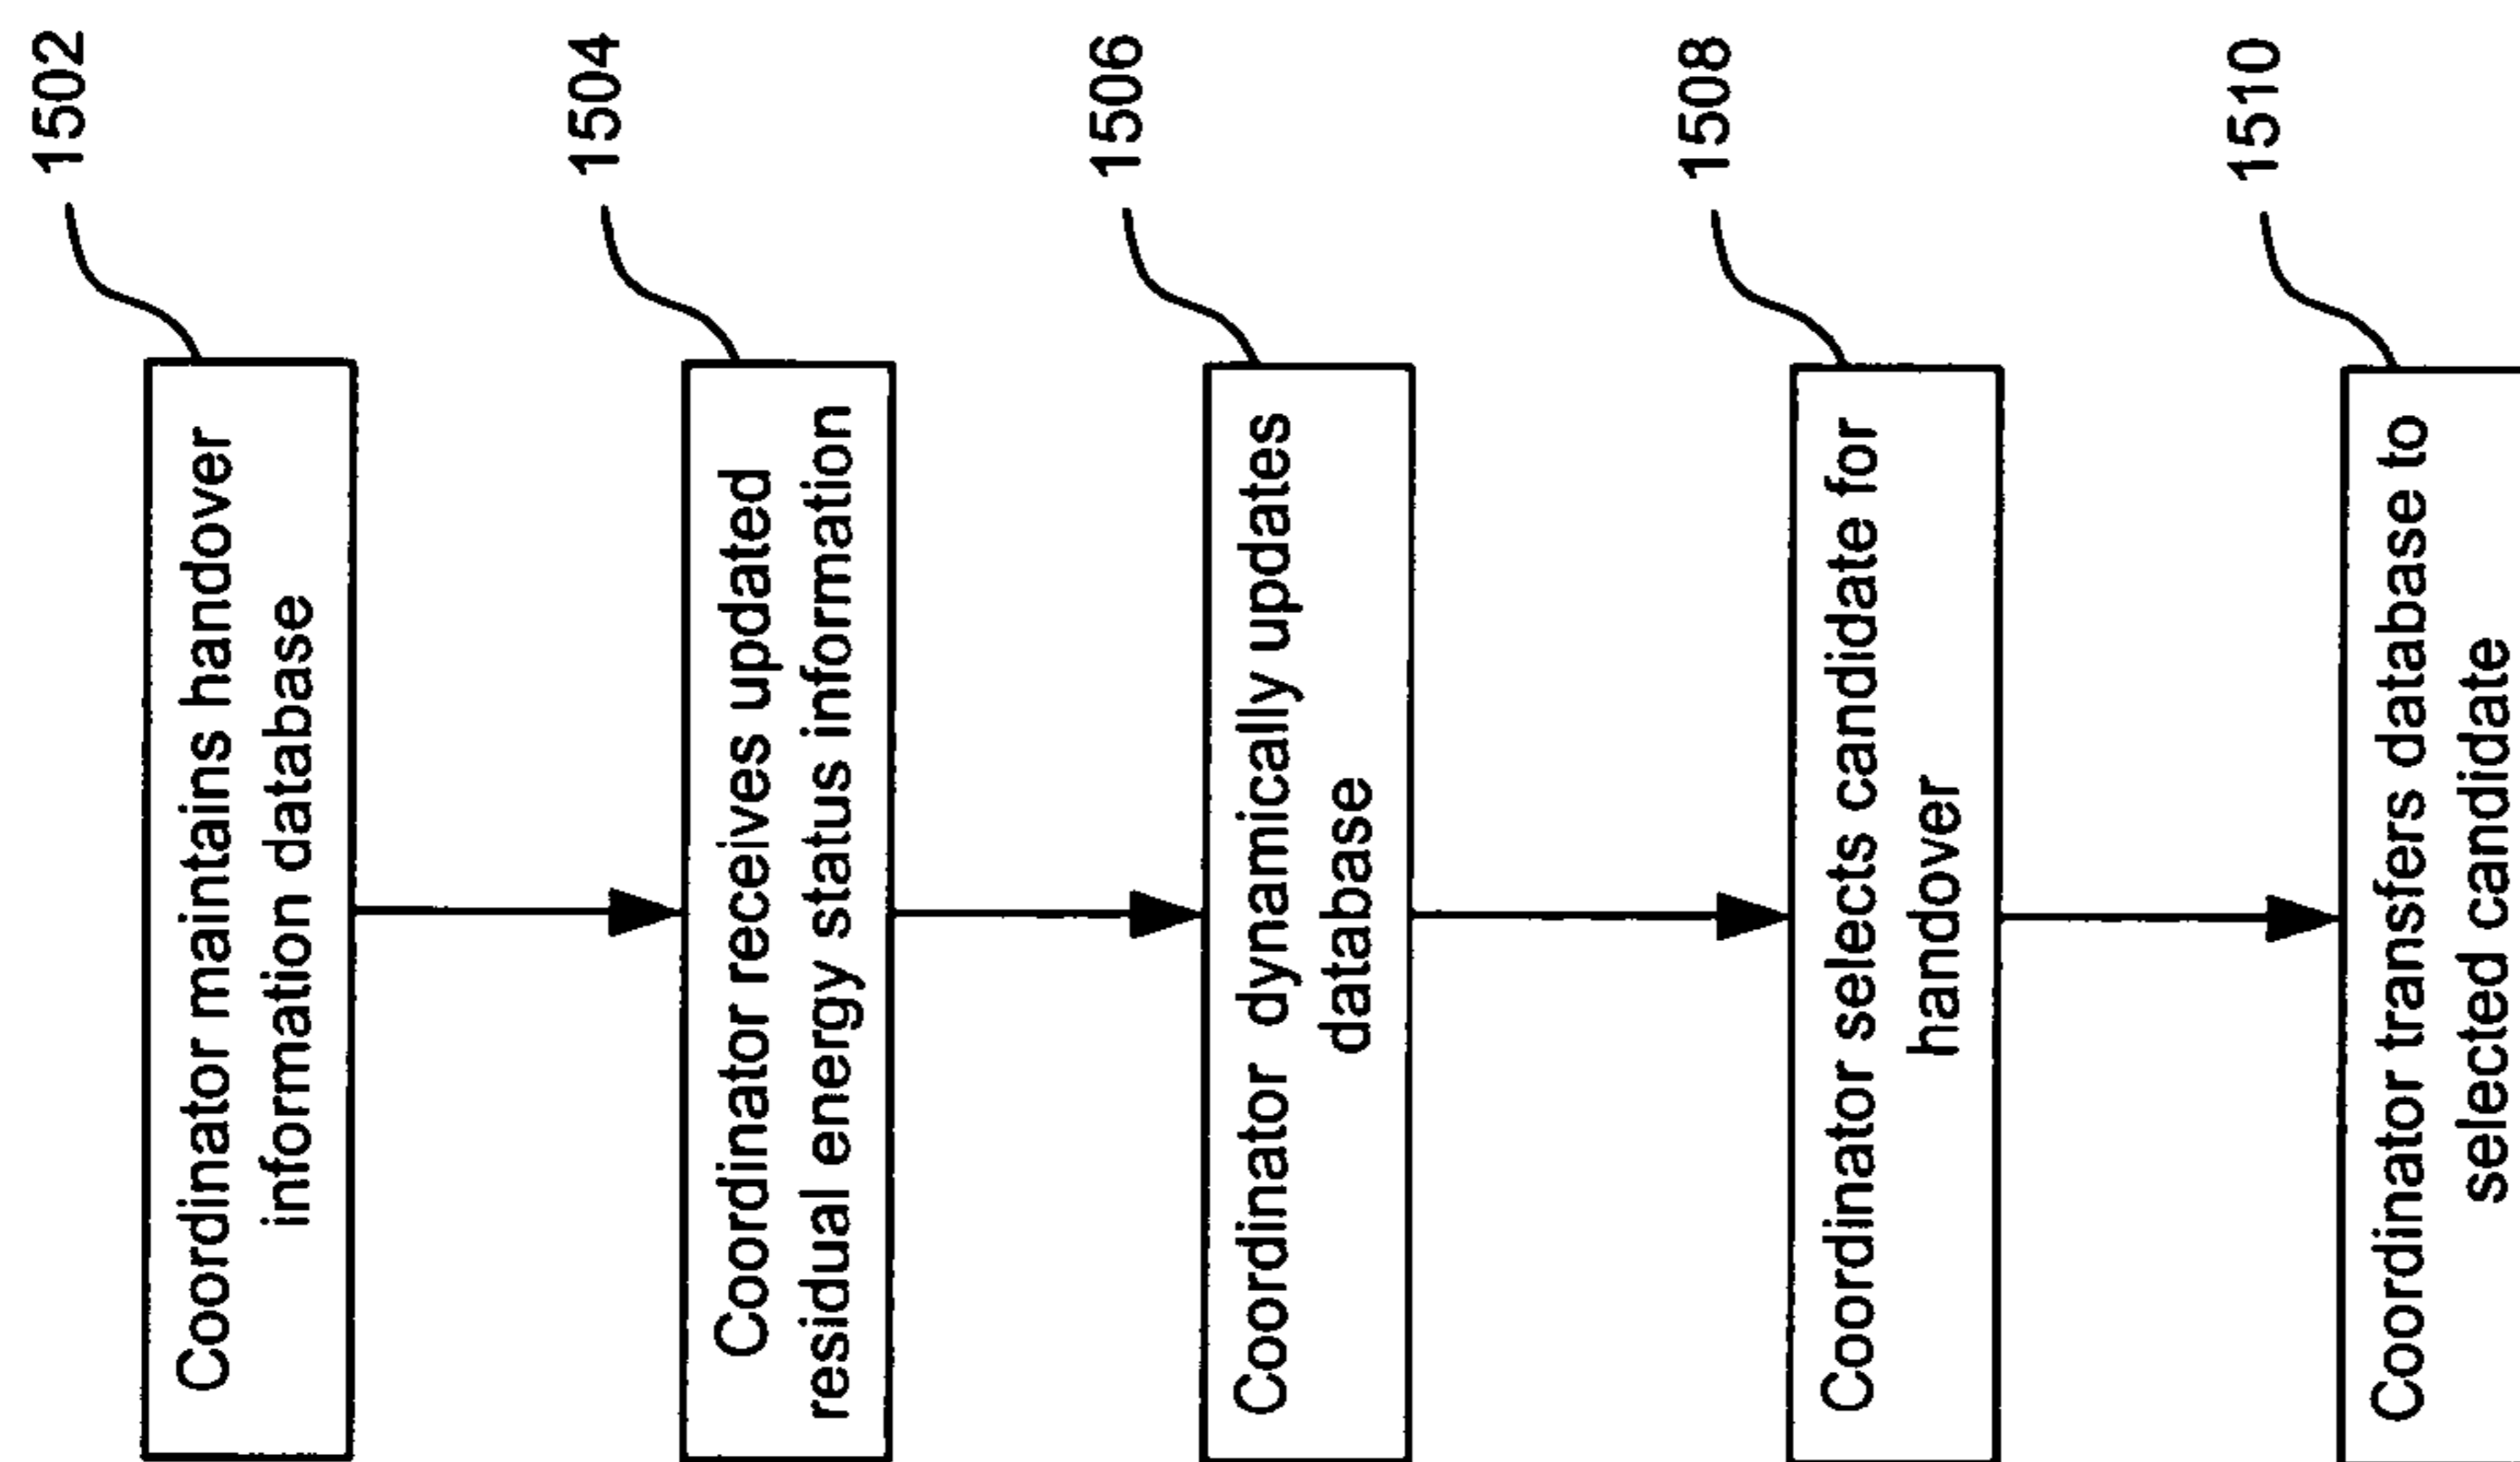 1502
Coordinator maintains handover
information database
1504
Coordinator receives updated
residual energy status information
1506
Coordinator dynamically updates
database
1508
Coordinator selects candidate for
handover
1510
Coordinator transfers database to
selected candidate